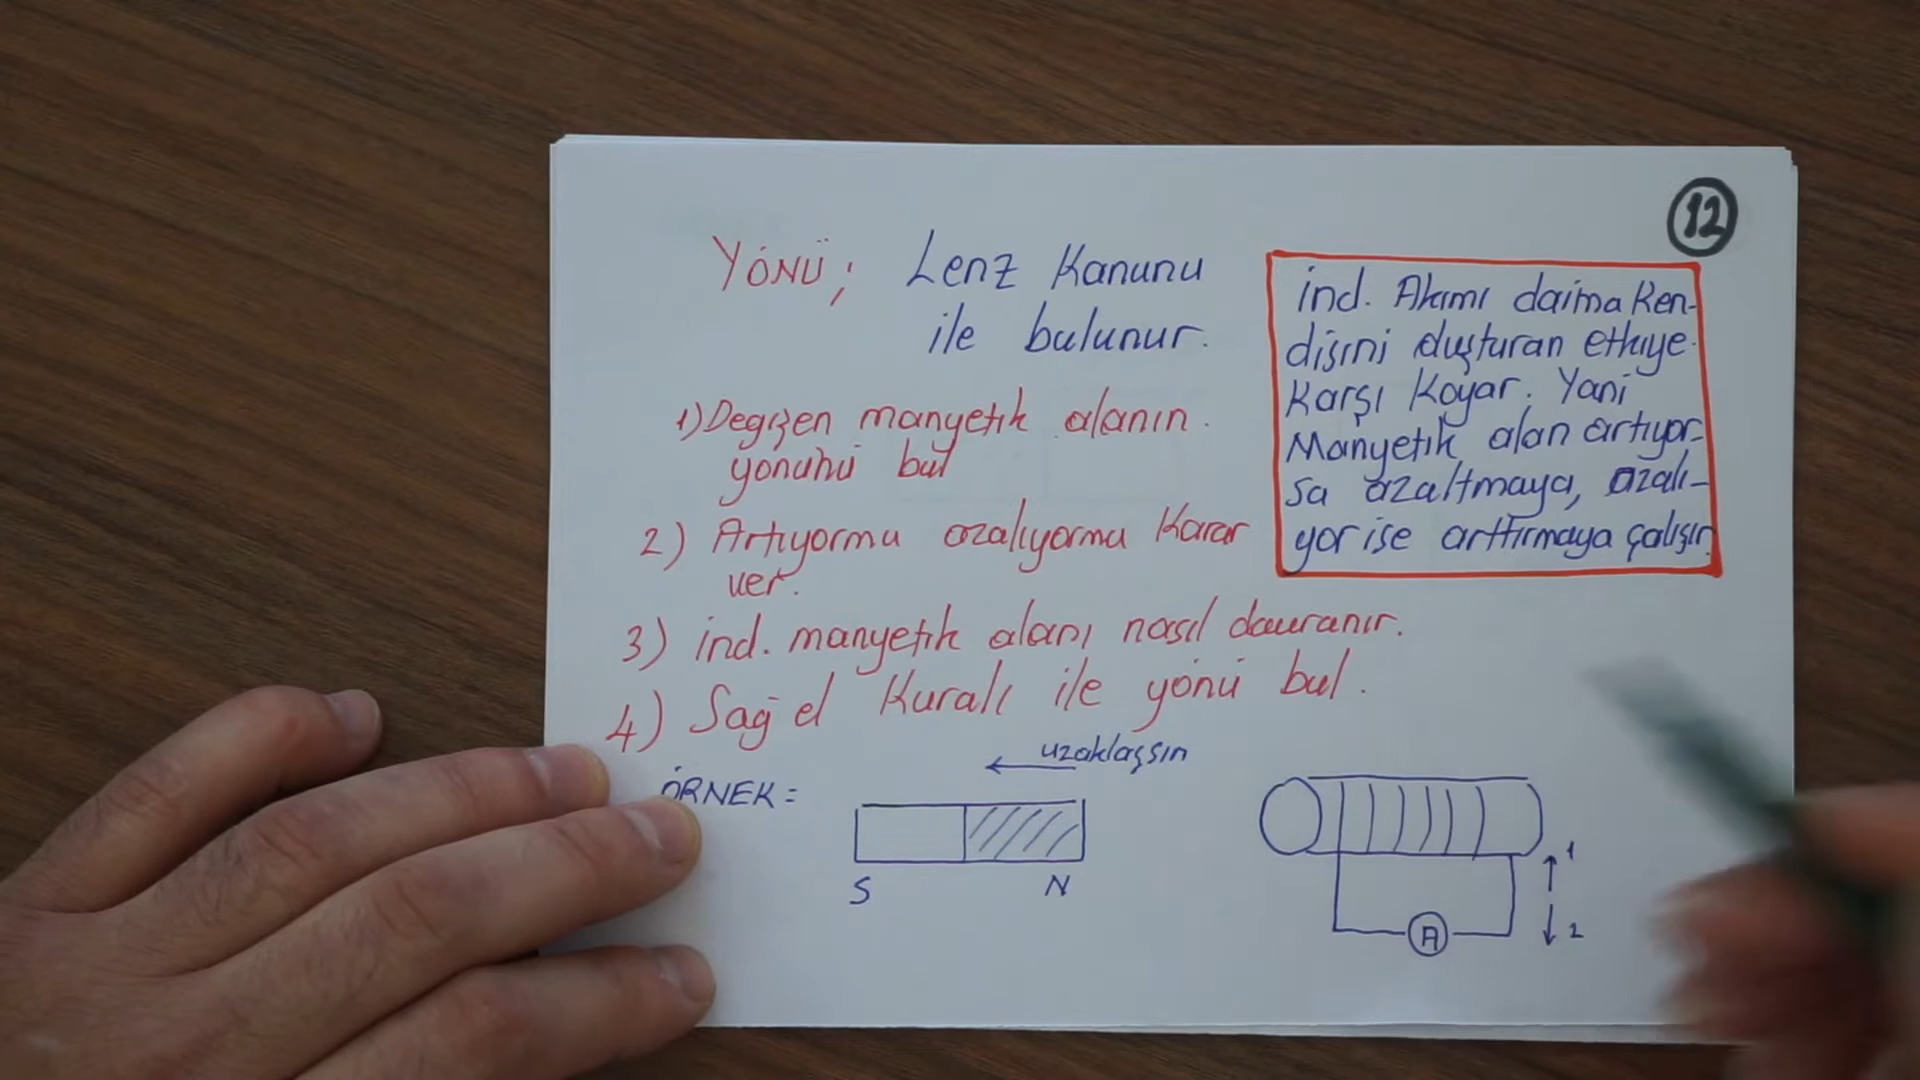 12
YÖNÜ; Lenz Kanunu
ile bulunur.
ind. Akımı daima Ken-
disini oluşturan etkiye
Karşı Koyar. Yani
Manyetik alan artıyor-
sa azaltmaya, azalı-
yor ise arttırmaya çalışır.
1) Değişen manyetik alanın
yönünü bul
2) Artıyormu azalıyormu Karar
ver.
3) ind. manyetik alanı nasıl davranır.
4) Sağ el Kuralı ile yönü bul.
ÖRNEK =
uzaklaşsın
S N
1
2
A